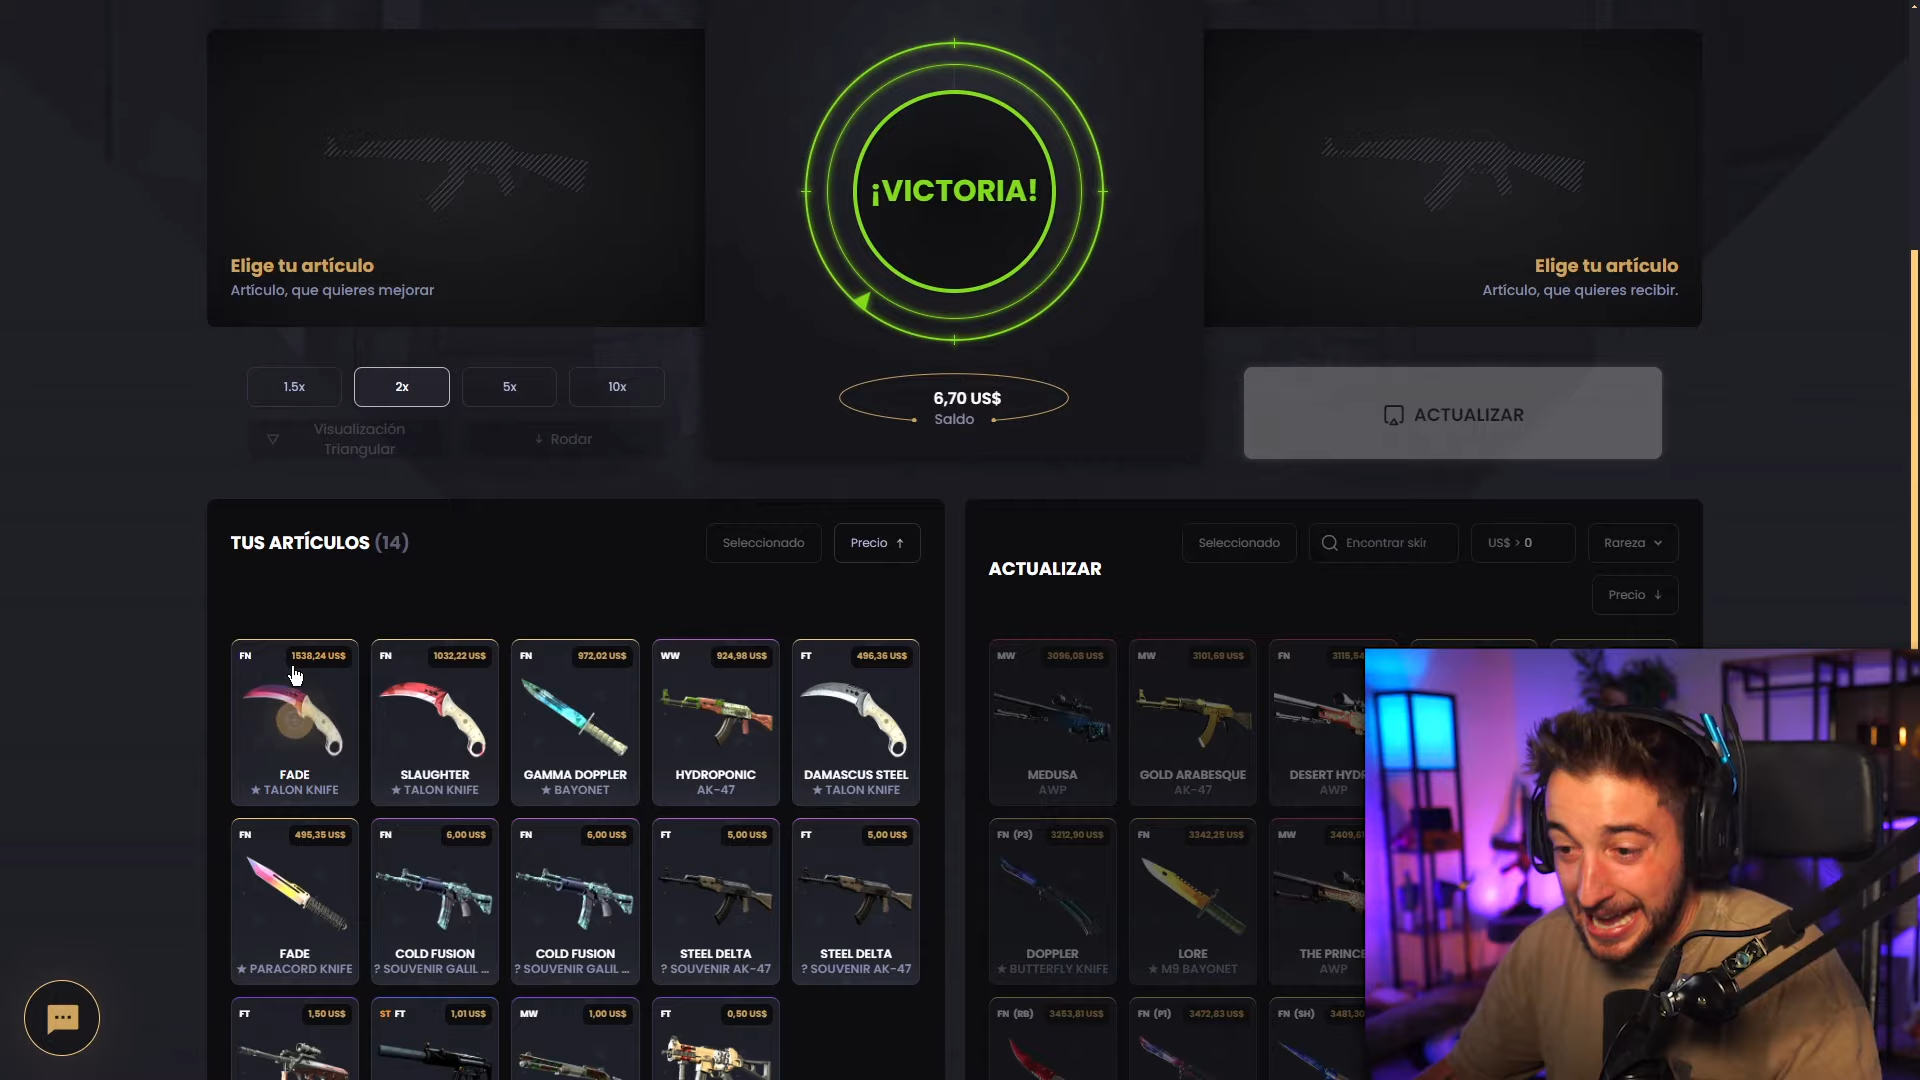 ¡VICTORIA!
Elige tu artículo
Artículo, que quieres mejorar
Elige tu artículo
Artículo, que quieres recibir.
1.5x
2x
5x
10x
6,70 US$
Saldo
ACTUALIZAR
Visualización
Triangular
Rodar
TUS ARTÍCULOS (14)
Seleccionado
Precio ↑
ACTUALIZAR
Seleccionado
Encontrar skir
US$ > 0
Rareza
Precio ↓
FN 1538,24 US$
FADE
★ TALON KNIFE
FN 1032,22 US$
SLAUGHTER
★ TALON KNIFE
FN 972,02 US$
GAMMA DOPPLER
★ BAYONET
WW 924,98 US$
HYDROPONIC
AK-47
FT 496,36 US$
DAMASCUS STEEL
★ TALON KNIFE
MW 3096,08 US$
MEDUSA
AWP
MW 3101,69 US$
GOLD ARABESQUE
AK-47
FN 3115,54
DESERT HYDR
AWP
FN 495,35 US$
FADE
★ PARACORD KNIFE
FN 6,00 US$
COLD FUSION
? SOUVENIR GALIL ...
FN 6,00 US$
COLD FUSION
? SOUVENIR GALIL ...
FT 5,00 US$
STEEL DELTA
? SOUVENIR AK-47
FT 5,00 US$
STEEL DELTA
? SOUVENIR AK-47
FN (P3) 3212,90 US$
DOPPLER
★ BUTTERFLY KNIFE
FN 3342,25 US$
LORE
★ M9 BAYONET
MW 3409,61
THE PRINCE
AWP
FT 1,50 US$
ST FT 1,01 US$
MW 1,00 US$
FT 0,50 US$
FN (RB) 3453,81 US$
FN (P1) 3472,83 US$
FN (SH) 3481,30